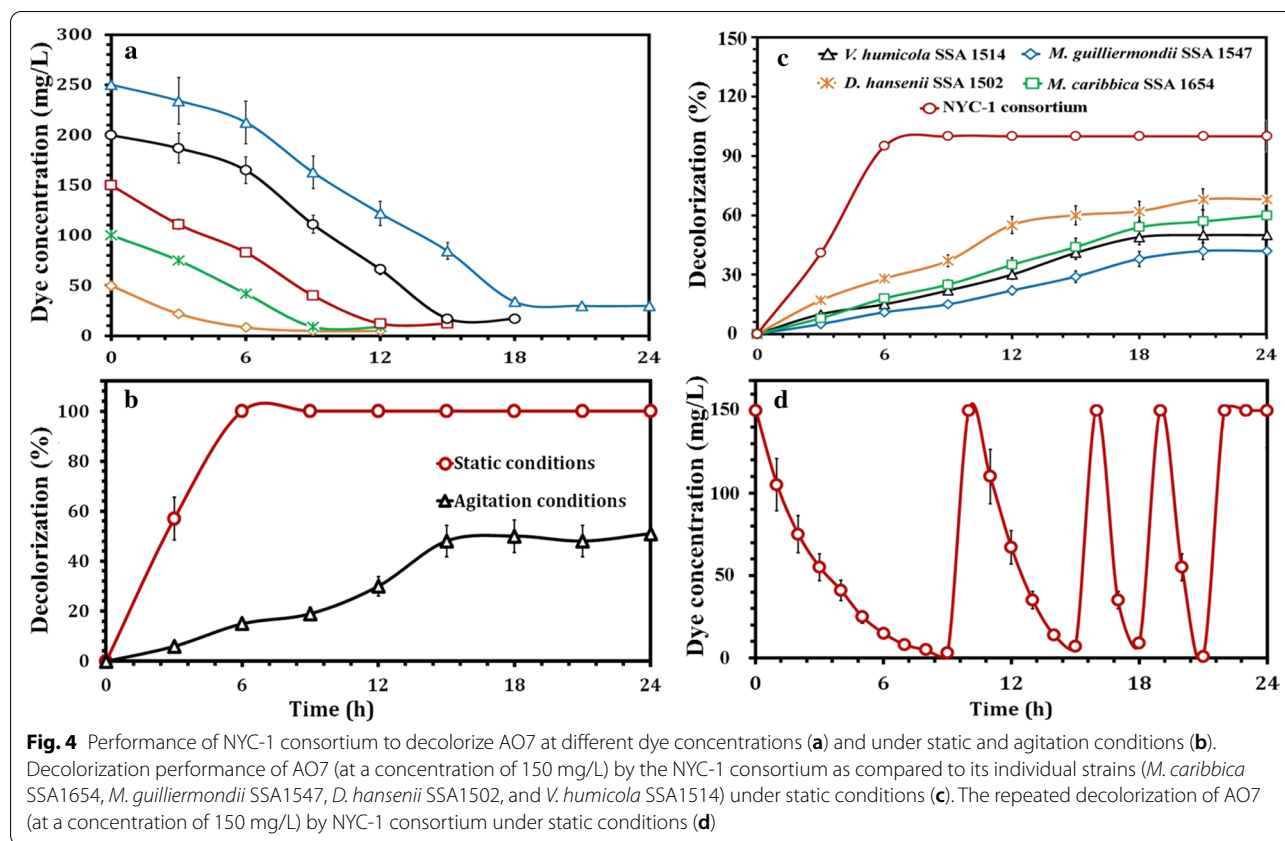 a
Dye concentration (mg/L)
300
250
200
150
100
50
0
0 6 12 18 24
c
V. humicola SSA 1514
M. guilliermondii SSA 1547
D. hansenii SSA 1502
M. caribbica SSA 1654
NYC-1 consortium
Decolorization (%)
150
120
90
60
30
0
0 6 12 18 24
b
Decolorization (%)
100
80
60
40
20
0
Static conditions
Agitation conditions
0 6 12 18 24
Time (h)
d
Dye concentration (mg/L)
150
100
50
0
0 6 12 18 24
Time (h)
Fig. 4 Performance of NYC-1 consortium to decolorize AO7 at different dye concentrations (a) and under static and agitation conditions (b).
Decolorization performance of AO7 (at a concentration of 150 mg/L) by the NYC-1 consortium as compared to its individual strains (M. caribbica
SSA1654, M. guilliermondii SSA1547, D. hansenii SSA1502, and V. humicola SSA1514) under static conditions (c). The repeated decolorization of AO7
(at a concentration of 150 mg/L) by NYC-1 consortium under static conditions (d)